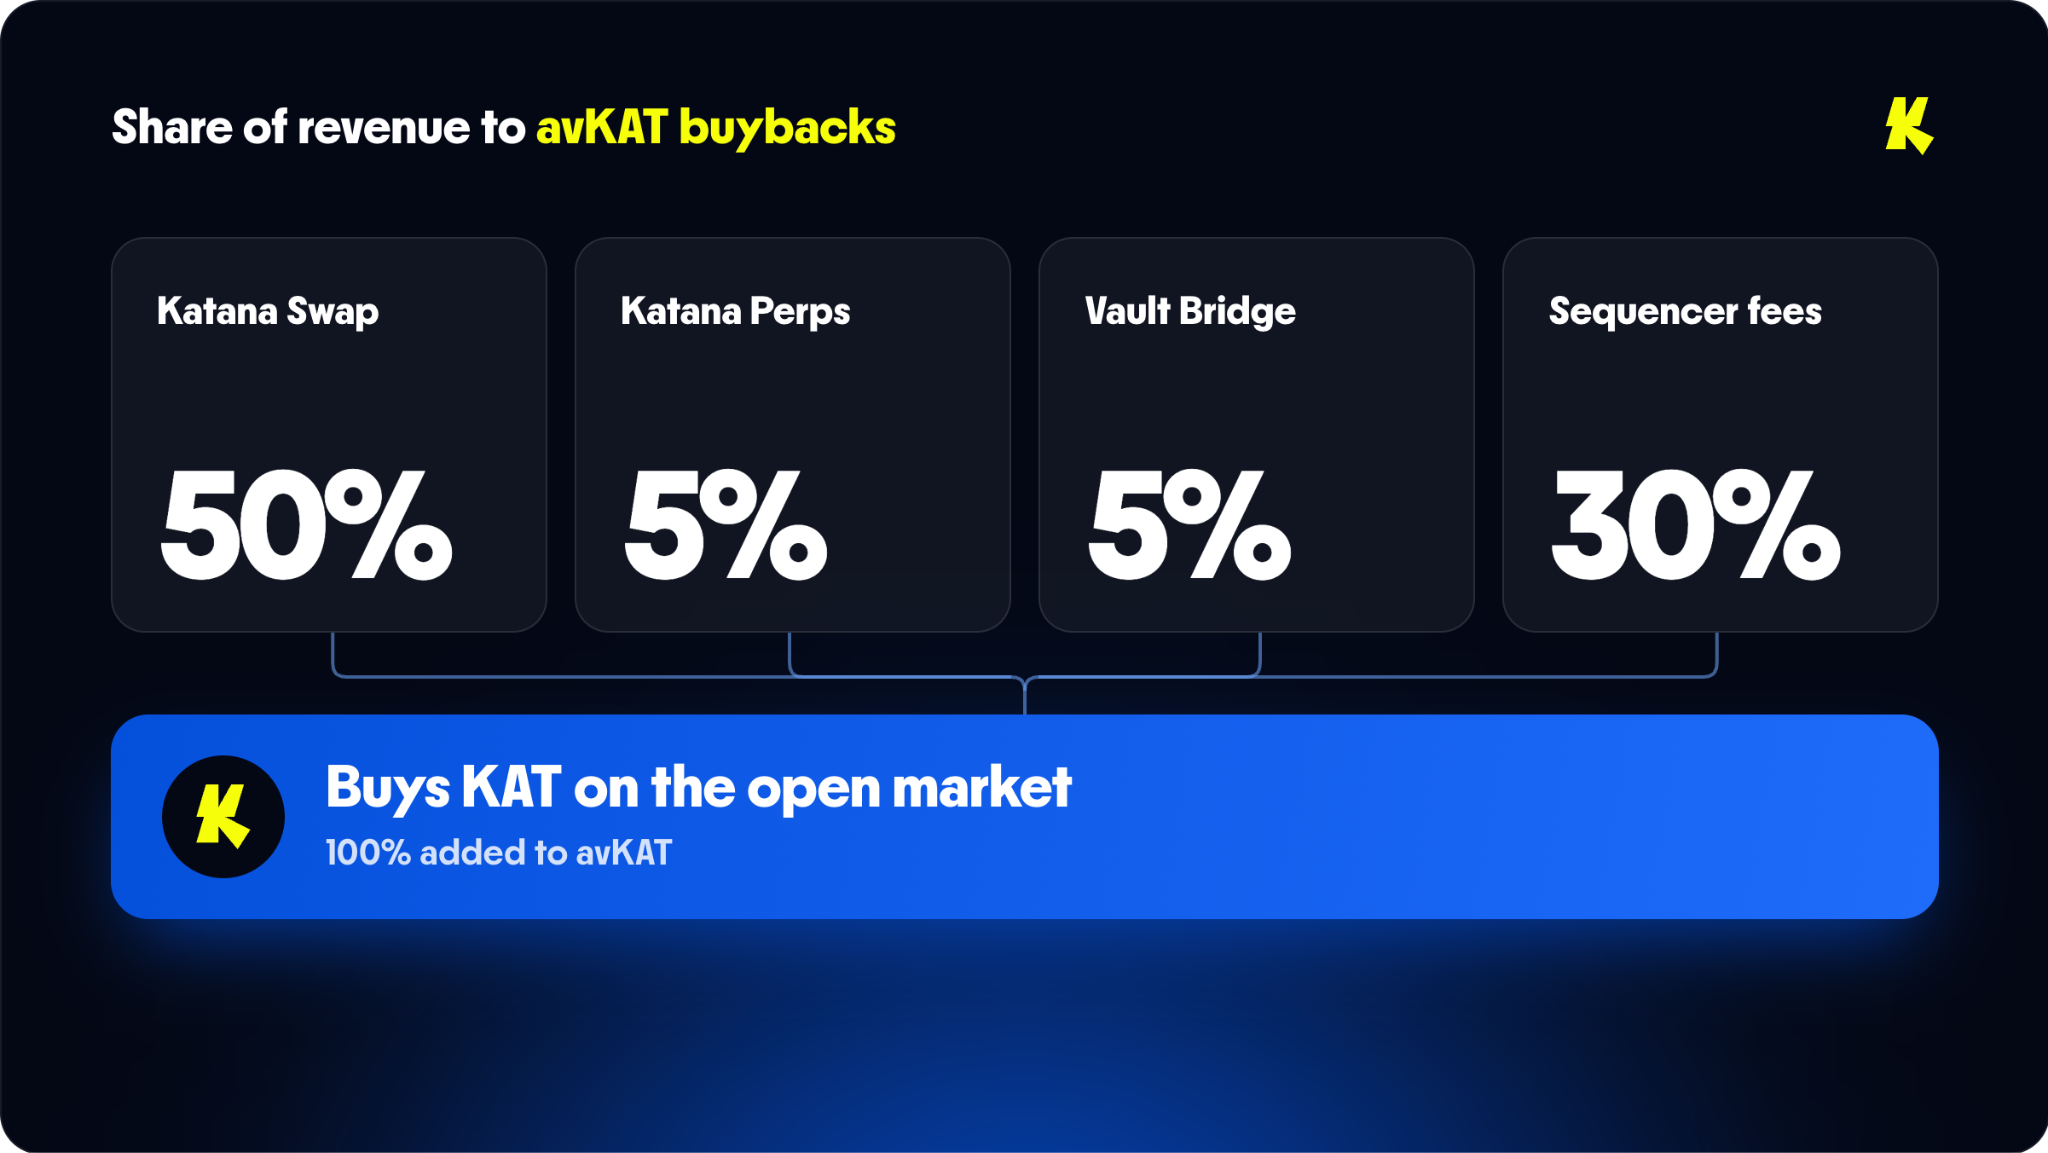 Share of revenue to avKAT buybacks
Katana Swap
50%
Katana Perps
5%
Vault Bridge
5%
Sequencer fees
30%
Buys KAT on the open market
100% added to avKAT